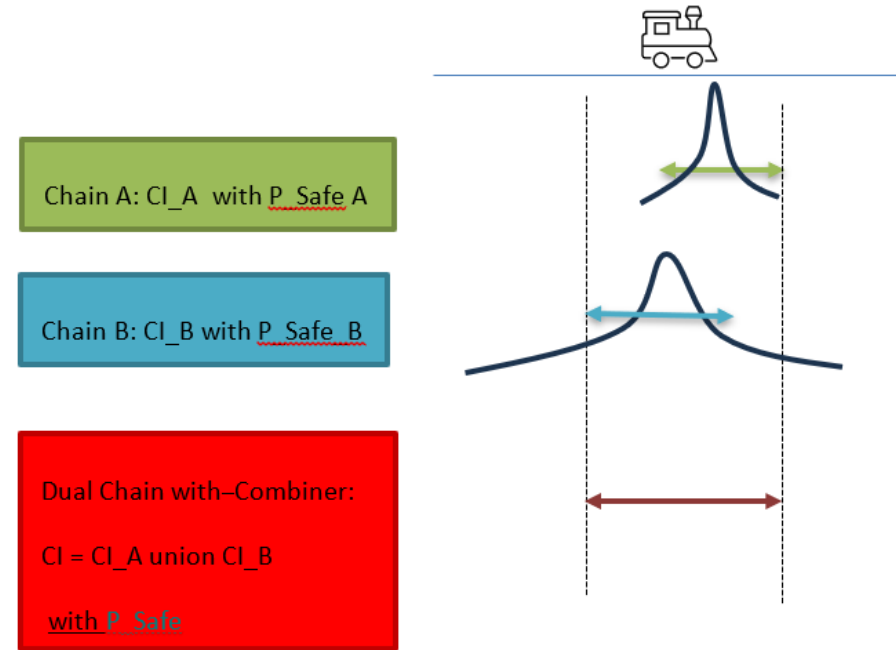 Chain A: CI_A with P_Safe A
Chain B: CI_B with P_Safe_B
Dual Chain with–Combiner:
CI = CI_A union CI_B
with P_Safe